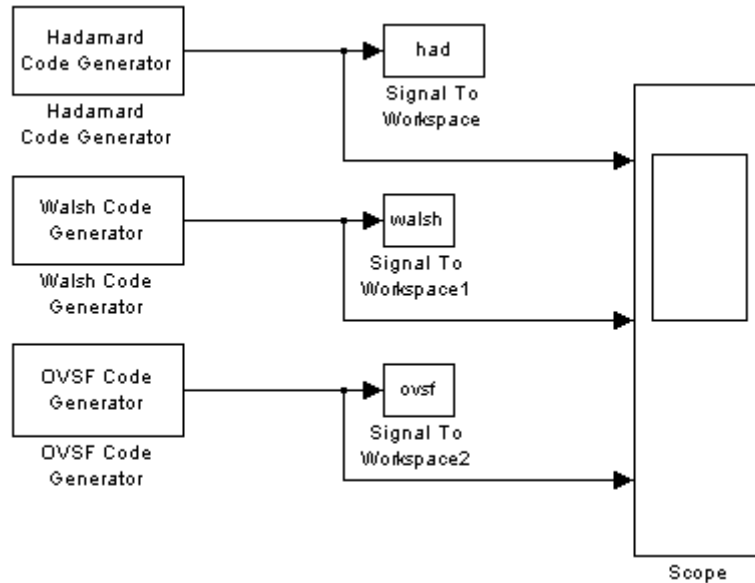 Hadamard
Code Generator
Hadamard
Code Generator
had
Signal To
Workspace
Walsh Code
Generator
Walsh Code
Generator
walsh
Signal To
Workspace1
OVSF Code
Generator
OVSF Code
Generator
ovsf
Signal To
Workspace2
Scope